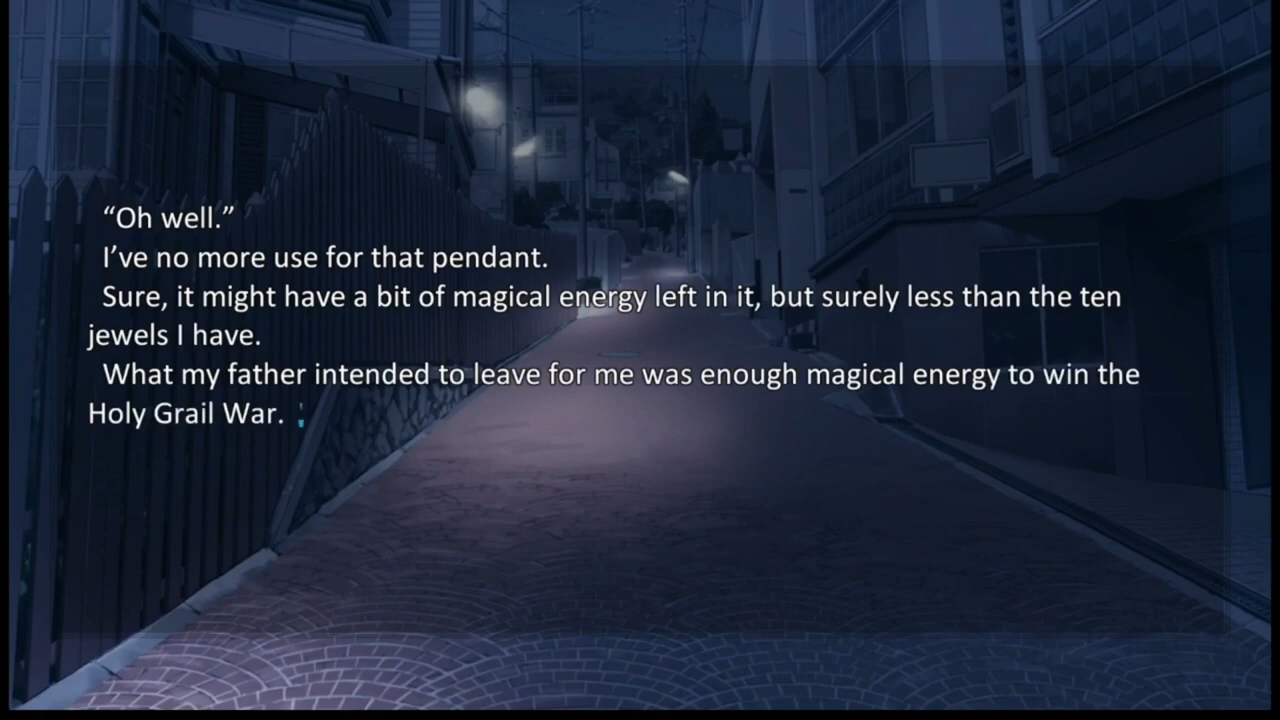 “Oh well.”
I’ve no more use for that pendant.
Sure, it might have a bit of magical energy left in it, but surely less than the ten
jewels I have.
What my father intended to leave for me was enough magical energy to win the
Holy Grail War.